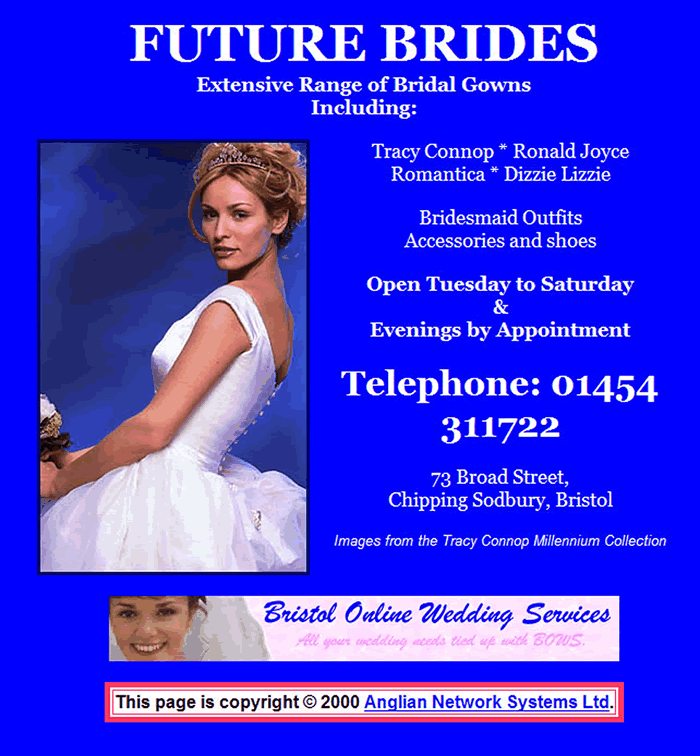 FUTURE BRIDES
Extensive Range of Bridal Gowns
Including:
Tracy Connop * Ronald Joyce
Romantica * Dizzie Lizzie
Bridesmaid Outfits
Accessories and shoes
Open Tuesday to Saturday
&
Evenings by Appointment
Telephone: 01454
311722
73 Broad Street,
Chipping Sodbury, Bristol
Images from the Tracy Connop Millennium Collection
Bristol Online Wedding Services
All your wedding needs tied up with BOWS.
This page is copyright © 2000 Anglian Network Systems Ltd.